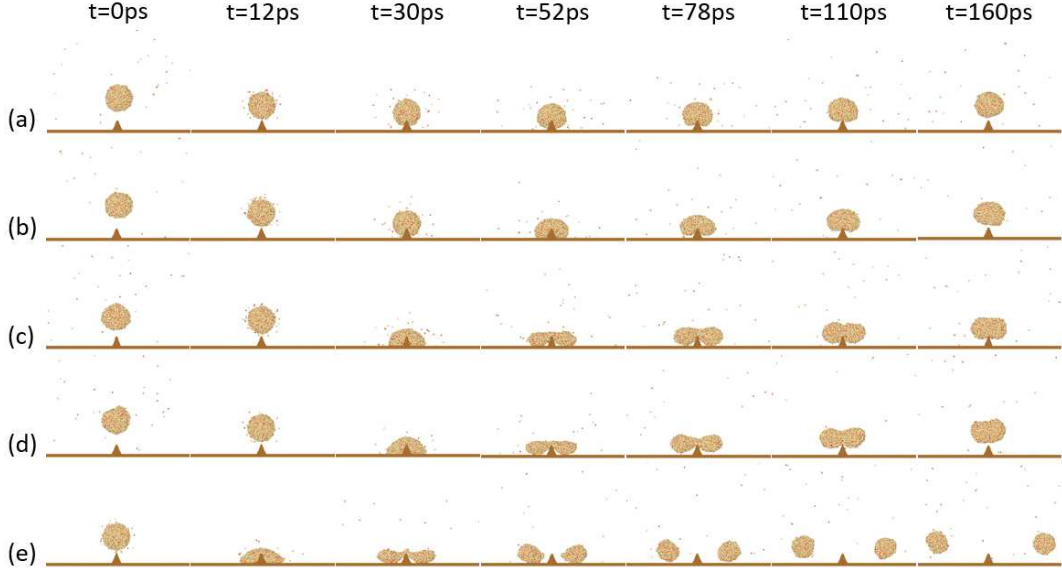 t=0ps t=12ps t=30ps t=52ps t=78ps t=110ps t=160ps
(a)
(b)
(c)
(d)
(e)